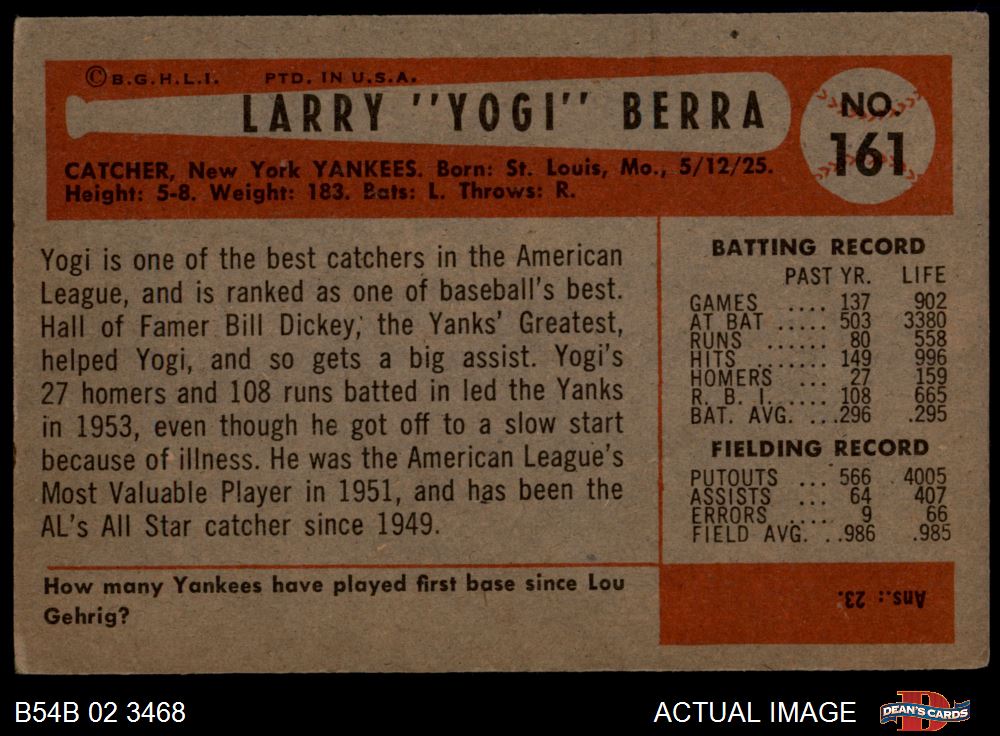 ©B.G.H.L.I. PTD. IN U.S.A.
LARRY "YOGI" BERRA
NO.
161
CATCHER, New York YANKEES. Born: St. Louis, Mo., 5/12/25.
Height: 5-8. Weight: 183. Bats: L. Throws: R.
Yogi is one of the best catchers in the American
League, and is ranked as one of baseball's best.
Hall of Famer Bill Dickey, the Yanks' Greatest,
helped Yogi, and so gets a big assist. Yogi's
27 homers and 108 runs batted in led the Yanks
in 1953, even though he got off to a slow start
because of illness. He was the American League's
Most Valuable Player in 1951, and has been the
AL's All Star catcher since 1949.
How many Yankees have played first base since Lou
Gehrig?
BATTING RECORD
PAST YR. LIFE
GAMES .... 137 902
AT BAT ..... 503 3380
RUNS ...... 80 558
HITS ........ 149 996
HOMERS ... 27 159
R. B. I. .... 108 665
BAT. AVG. ...296 .295
FIELDING RECORD
PUTOUTS ... 566 4005
ASSISTS ... 64 407
ERRORS ..... 9 66
FIELD AVG. ..986 .985
Ans.: 23.
B54B 02 3468
ACTUAL IMAGE
DEAN'S CARDS